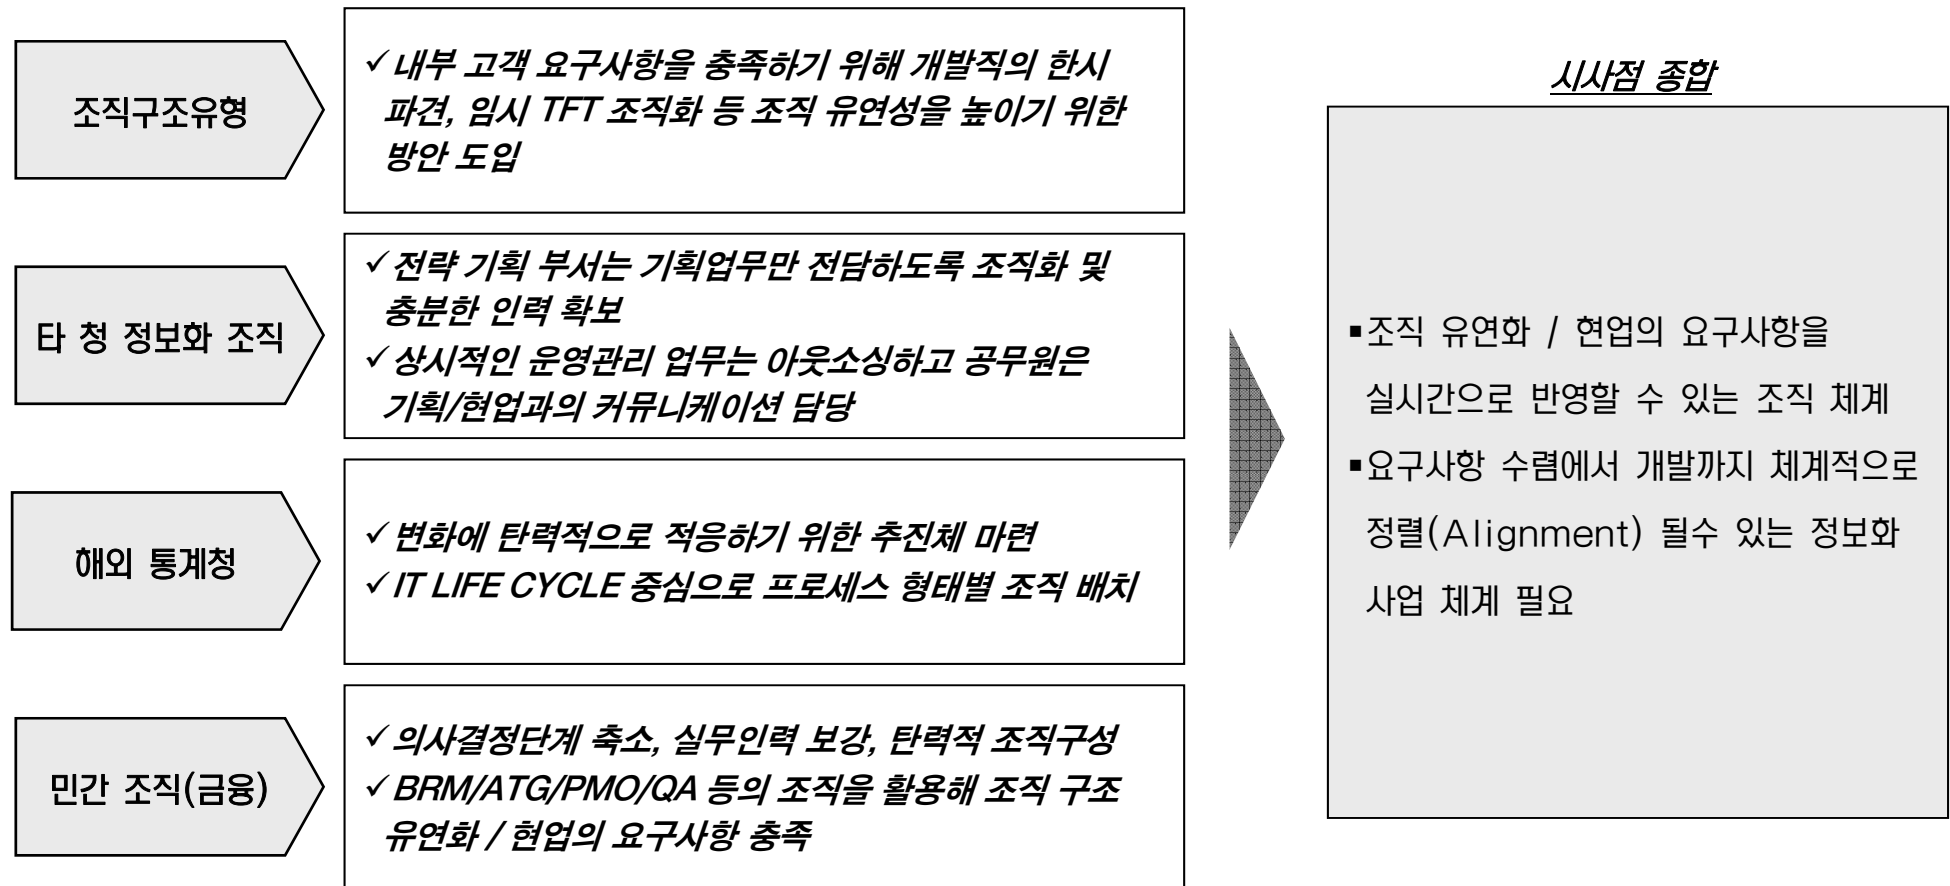 조직구조유형
✓내부 고객 요구사항을 충족하기 위해 개발직의 한시
파견, 임시 TFT 조직화 등 조직 유연성을 높이기 위한
방안 도입
타 청 정보화 조직
✓전략 기획 부서는 기획업무만 전담하도록 조직화 및
충분한 인력 확보
✓상시적인 운영관리 업무는 아웃소싱하고 공무원은
기획/현업과의 커뮤니케이션 담당
해외 통계청
✓변화에 탄력적으로 적응하기 위한 추진체 마련
✓IT LIFE CYCLE 중심으로 프로세스 형태별 조직 배치
민간 조직(금융)
✓의사결정단계 축소, 실무인력 보강, 탄력적 조직구성
✓BRM/ATG/PMO/QA 등의 조직을 활용해 조직 구조
유연화 / 현업의 요구사항 충족
시사점 종합
▪조직 유연화 / 현업의 요구사항을
실시간으로 반영할 수 있는 조직 체계
▪요구사항 수렴에서 개발까지 체계적으로
정렬(Alignment) 될수 있는 정보화
사업 체계 필요